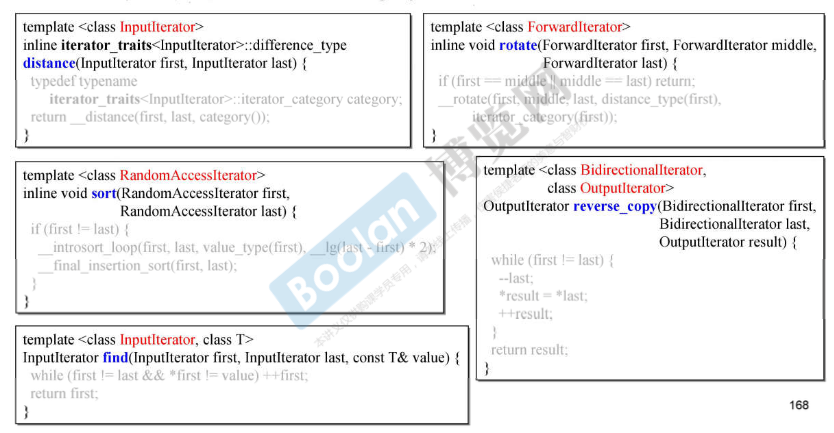 template <class InputIterator>
inline iterator_traits<InputIterator>::difference_type
distance(InputIterator first, InputIterator last) {
typedef typename
iterator_traits<InputIterator>::iterator_category category;
return __distance(first, last, category());
}
template <class ForwardIterator>
inline void rotate(ForwardIterator first, ForwardIterator middle,
ForwardIterator last) {
if (first == middle || middle == last) return;
__rotate(first, middle, last, distance_type(first),
iterator_category(first));
}
template <class RandomAccessIterator>
inline void sort(RandomAccessIterator first,
RandomAccessIterator last) {
if (first != last) {
__introsort_loop(first, last, value_type(first), __lg(last - first) * 2);
__final_insertion_sort(first, last);
}
}
template <class BidirectionalIterator,
class OutputIterator>
OutputIterator reverse_copy(BidirectionalIterator first,
BidirectionalIterator last,
OutputIterator result) {
while (first != last) {
--last;
*result = *last;
++result;
}
return result;
}
template <class InputIterator, class T>
InputIterator find(InputIterator first, InputIterator last, const T& value) {
while (first != last && *first != value) ++first;
return first;
}
Boolan
博览网
168